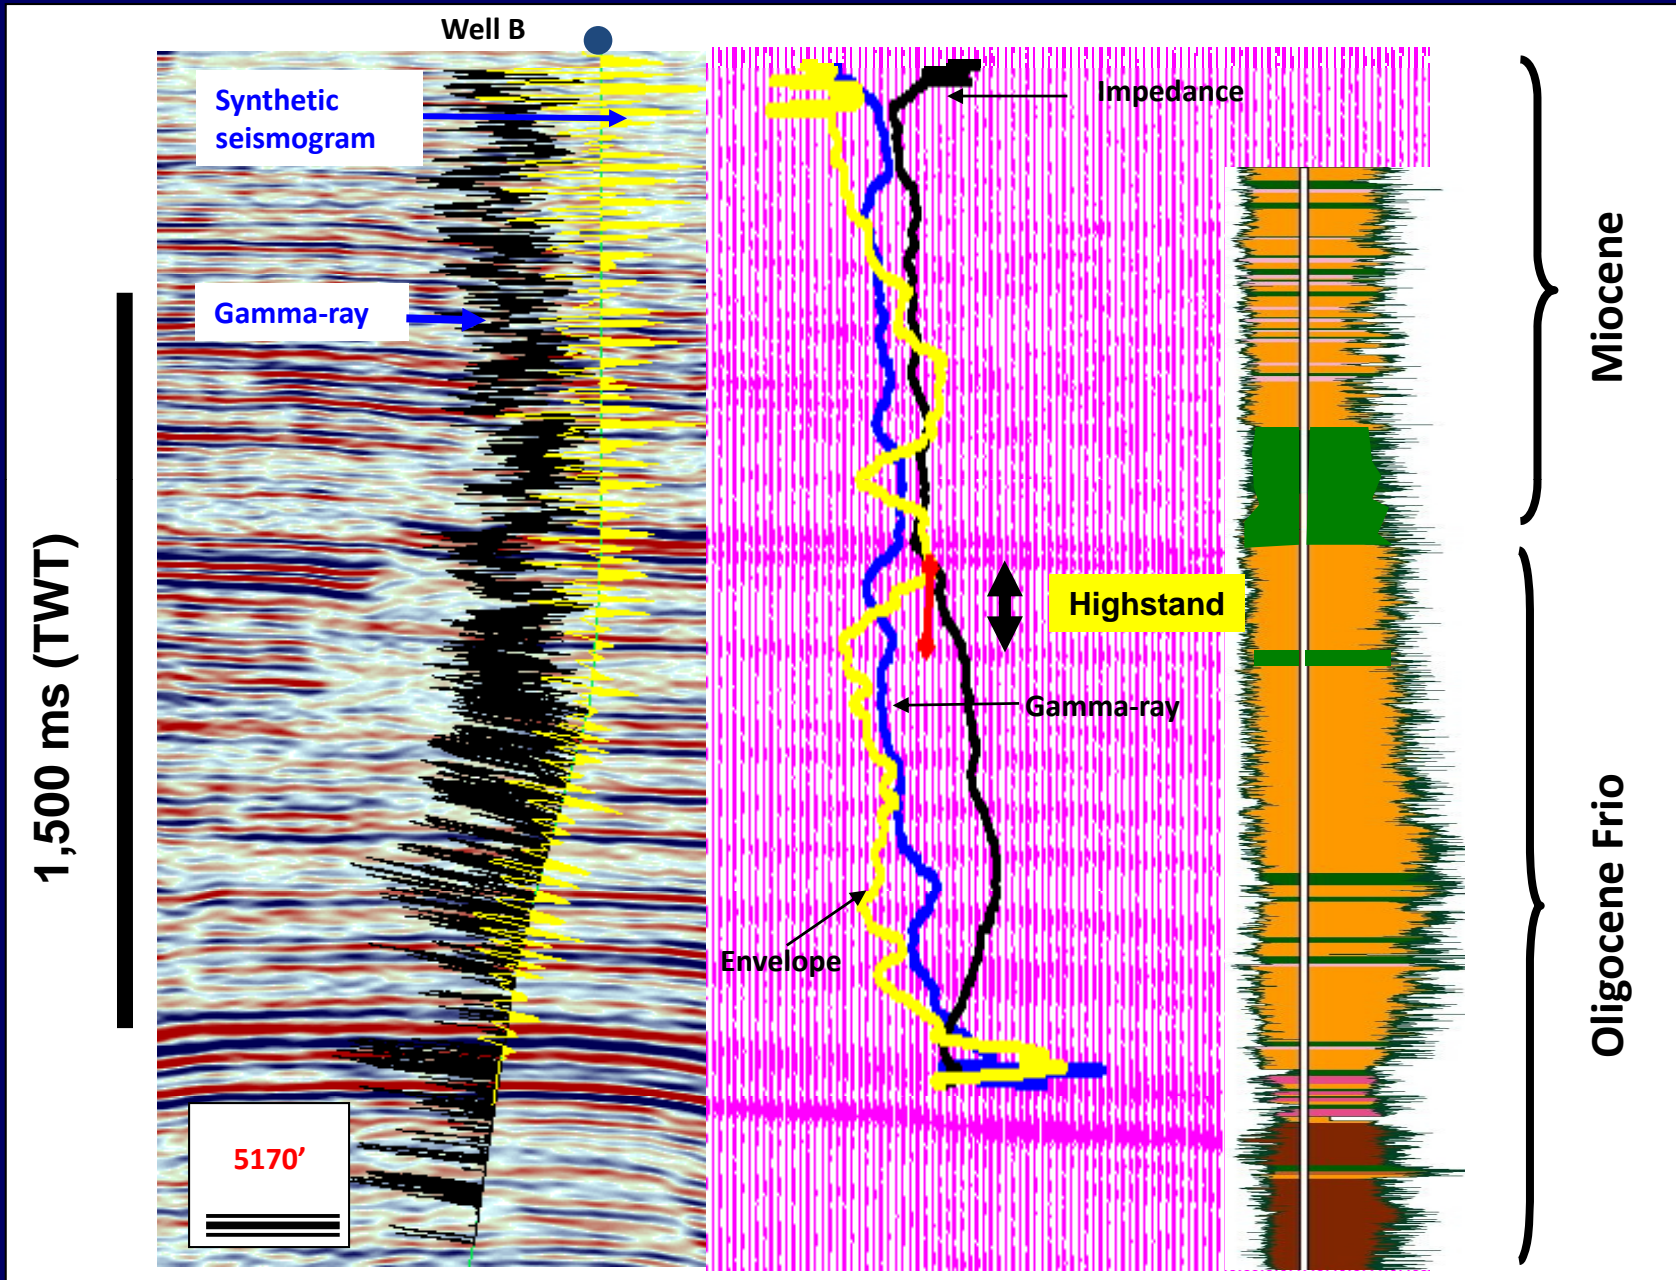 Well B
Synthetic
seismogram
Gamma-ray
1,500 ms (TWT)
5170’
Impedance
Highstand
Gamma-ray
Envelope
Miocene
Oligocene Frio